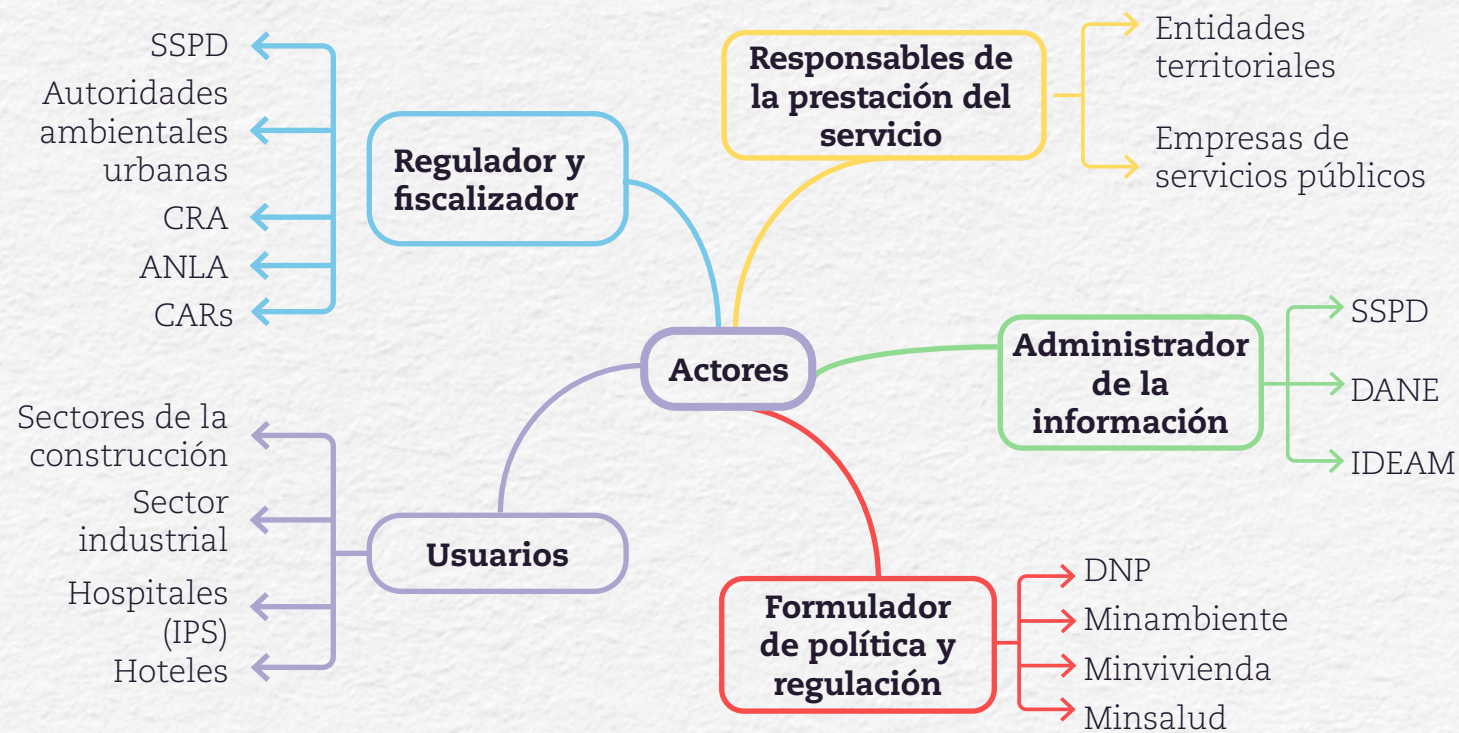 SSPD
Autoridades
ambientales
urbanas
CRA
ANLA
CARs
Regulador y
fiscalizador
Responsables de
la prestación del
servicio
Entidades
territoriales
Empresas de
servicios públicos
Actores
Administrador
de la
información
SSPD
DANE
IDEAM
Sectores de la
construcción
Sector
industrial
Hospitales
(IPS)
Hoteles
Usuarios
Formulador
de política y
regulación
DNP
Minambiente
Minvivienda
Minsalud